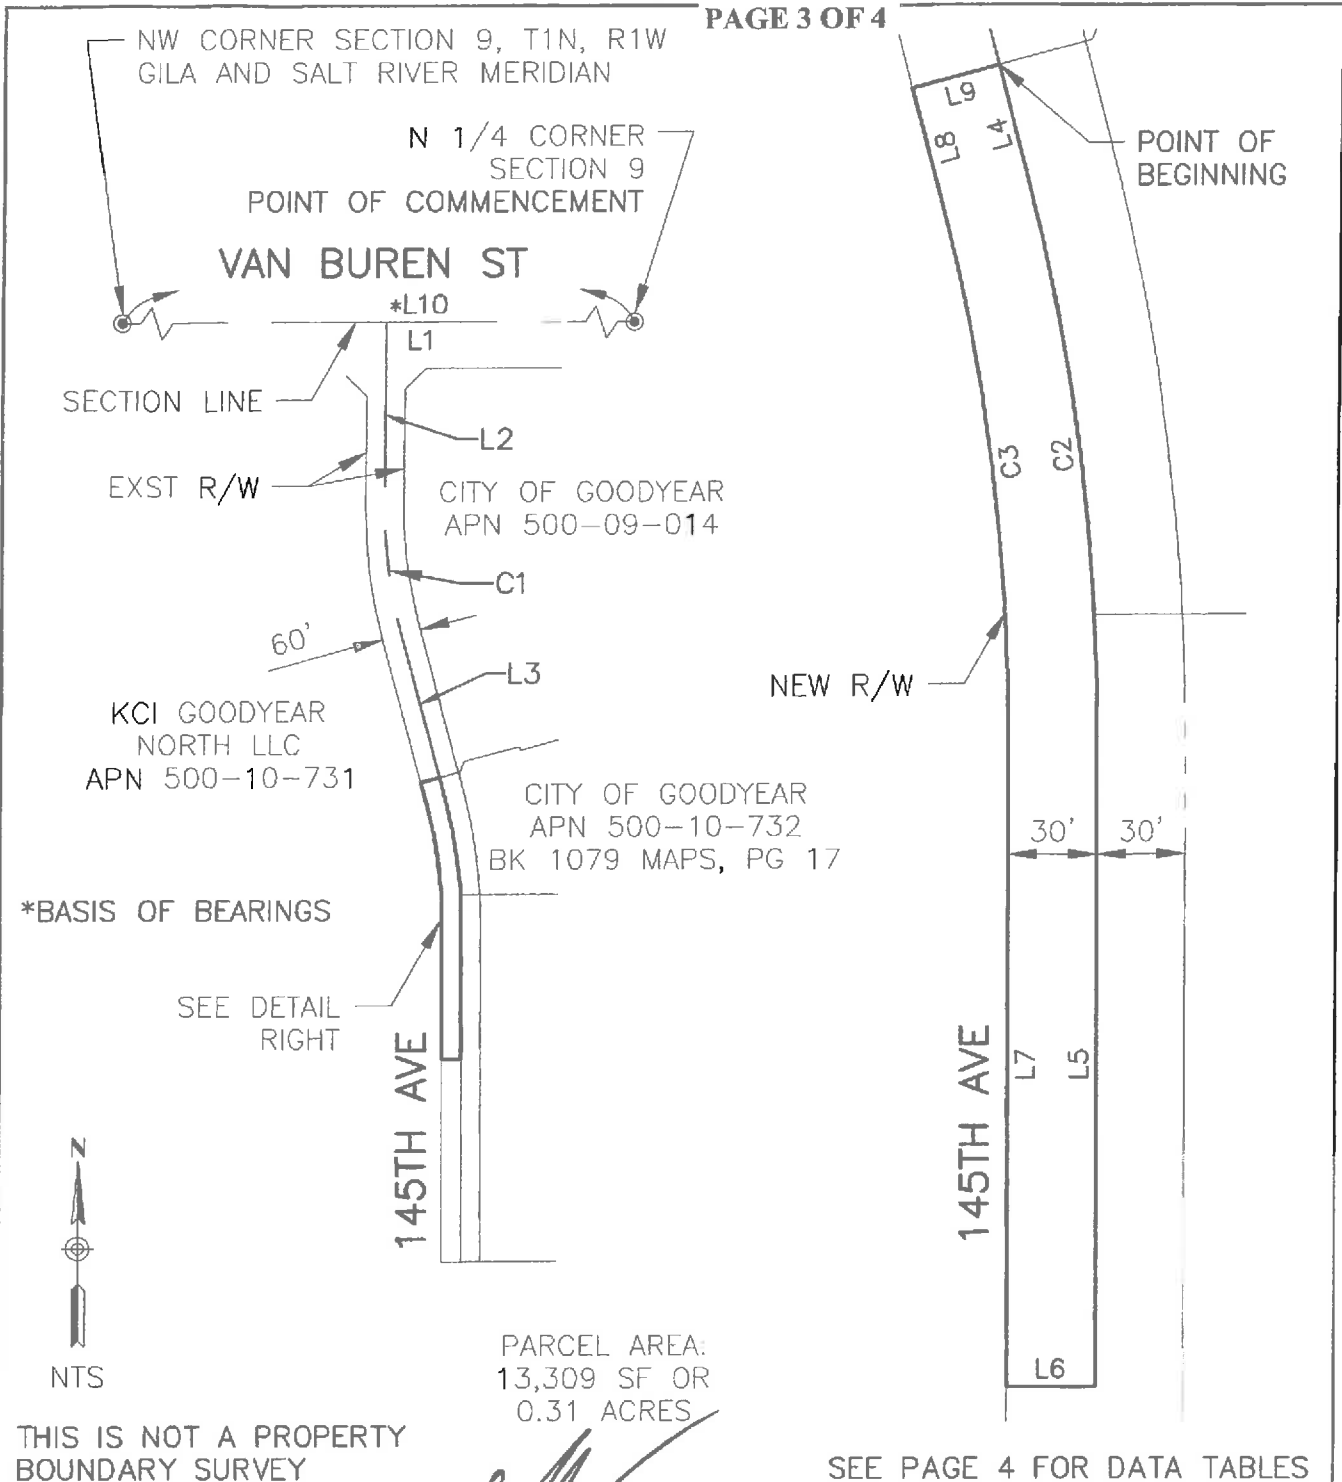 PAGE 3 OF 4
NW CORNER SECTION 9, T1N, R1W
GILA AND SALT RIVER MERIDIAN
N 1/4 CORNER
SECTION 9
POINT OF COMMENCEMENT
VAN BUREN ST
*L10
L1
SECTION LINE
L2
EXST R/W
CITY OF GOODYEAR
APN 500-09-014
C1
60'
L3
KCI GOODYEAR
NORTH LLC
APN 500-10-731
CITY OF GOODYEAR
APN 500-10-732
BK 1079 MAPS, PG 17
*BASIS OF BEARINGS
SEE DETAIL
RIGHT
145TH AVE
N
NTS
PARCEL AREA:
13,309 SF OR
0.31 ACRES
THIS IS NOT A PROPERTY
BOUNDARY SURVEY
L9
L8
L4
POINT OF
BEGINNING
C3
C2
NEW R/W
30'
30'
145TH AVE
L7
L5
L6
SEE PAGE 4 FOR DATA TABLES